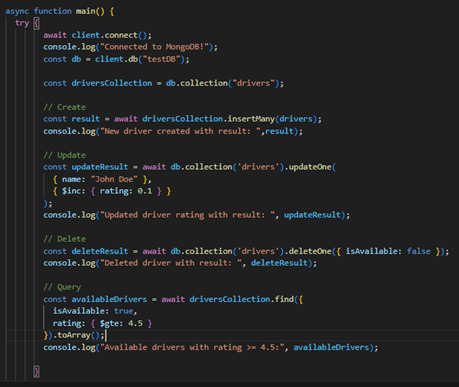 async function main() {
  try {
        await client.connect();
        console.log("Connected to MongoDB!");
        const db = client.db("testDB");

        const driversCollection = db.collection("drivers");

        // Create
        const result = await driversCollection.insertMany(drivers);
        console.log("New driver created with result: ",result);

        // Update
        const updateResult = await db.collection('drivers').updateOne(
          { name: "John Doe" },
          { $inc: { rating: 0.1 } }
        );
        console.log("Updated driver rating with result: ", updateResult);

        // Delete
        const deleteResult = await db.collection('drivers').deleteOne({ isAvailable: false });
        console.log("Deleted driver with result: ", deleteResult);

        // Query
        const availableDrivers = await driversCollection.find({
          isAvailable: true,
          rating: { $gte: 4.5 }
        }).toArray();
        console.log("Available drivers with rating >= 4.5:", availableDrivers);

      }